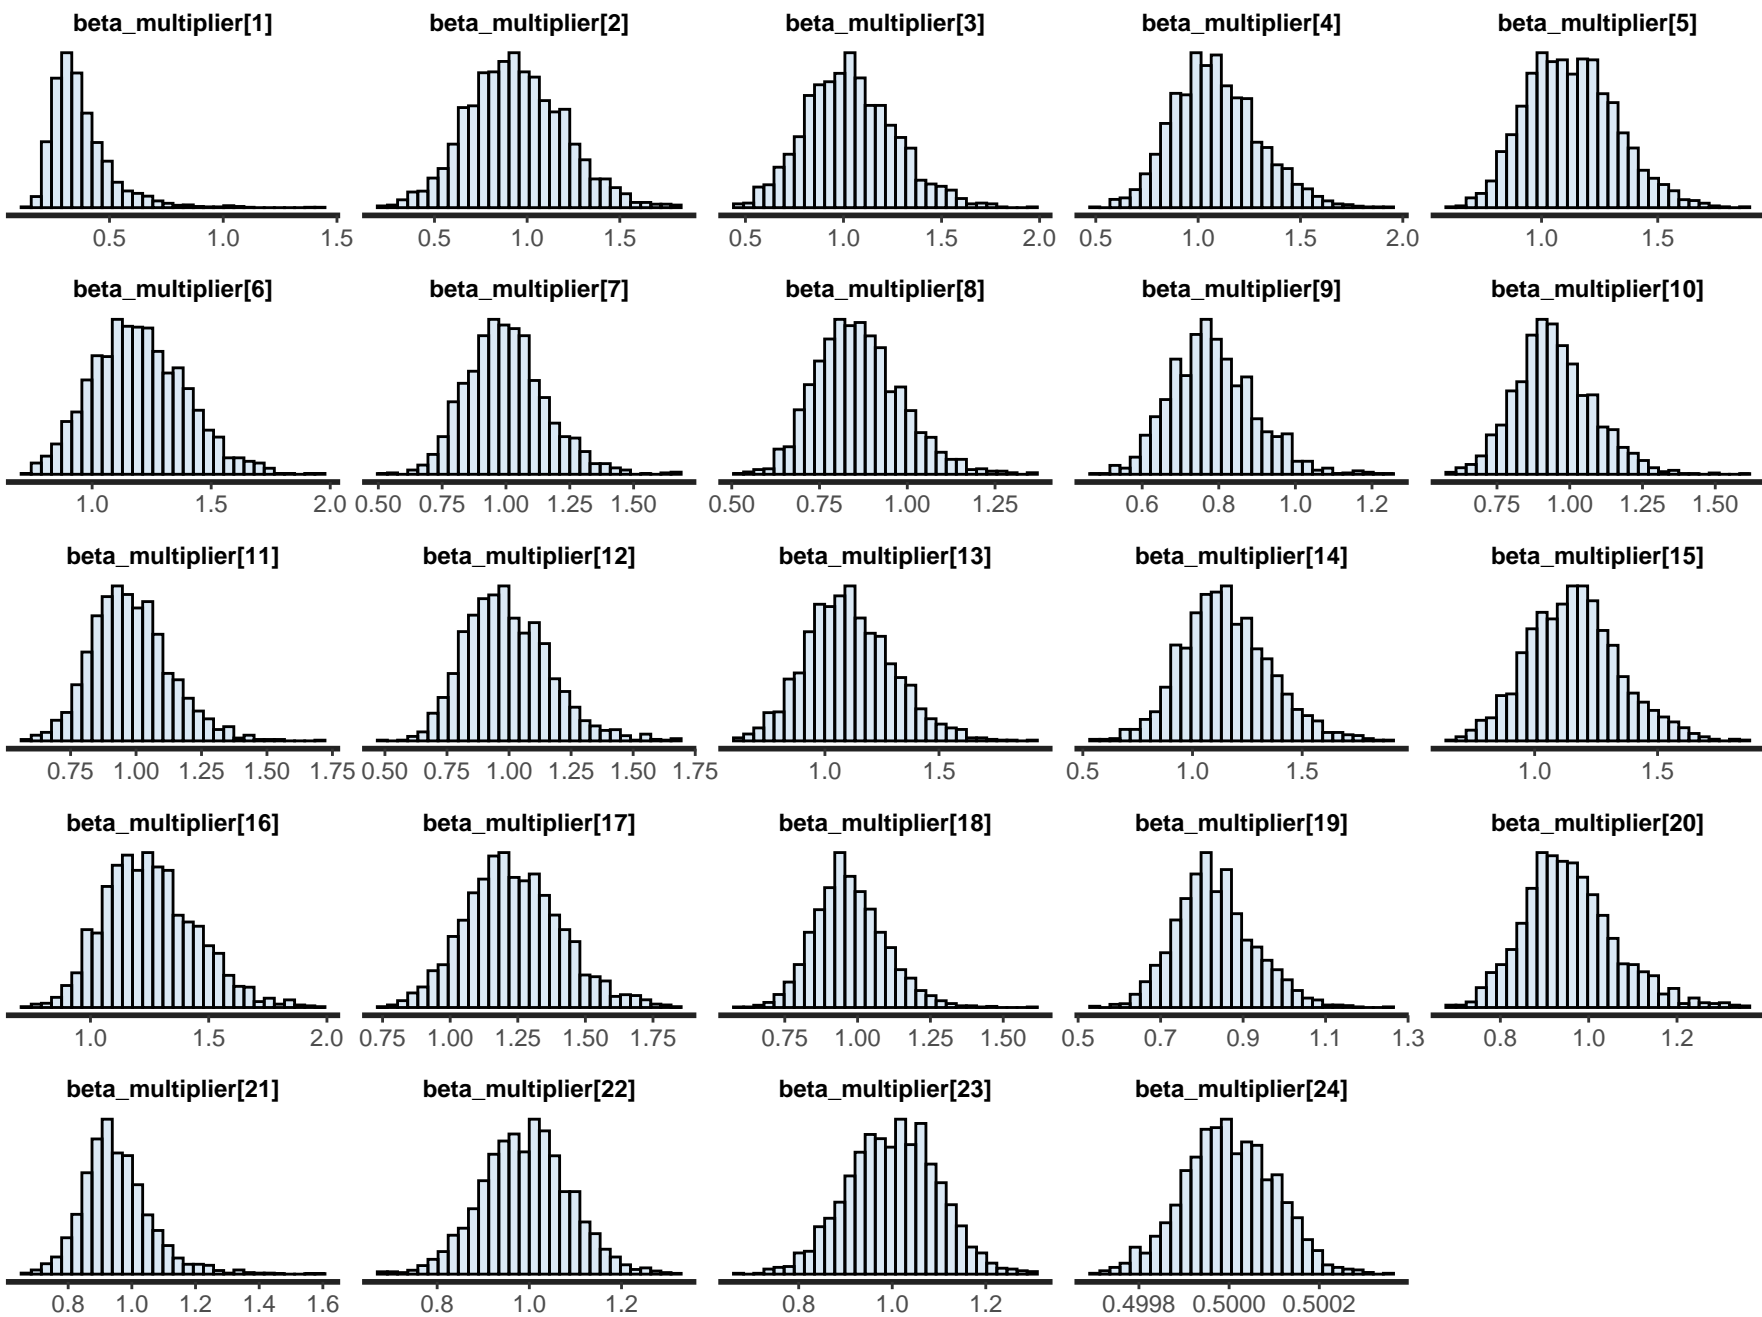 beta_multiplier[1] beta_multiplier[2] beta_multiplier[3] beta_multiplier[4] beta_multiplier[5]
0.5 1.0 1.5 0.5 1.0 1.5 0.5 1.0 1.5 2.0 0.5 1.0 1.5 2.0 1.0 1.5
beta_multiplier[6] beta_multiplier[7] beta_multiplier[8] beta_multiplier[9] beta_multiplier[10]
1.0 1.5 2.0 0.50 0.75 1.00 1.25 1.50 0.50 0.75 1.00 1.25 0.6 0.8 1.0 1.2 0.75 1.00 1.25 1.50
beta_multiplier[11] beta_multiplier[12] beta_multiplier[13] beta_multiplier[14] beta_multiplier[15]
0.75 1.00 1.25 1.50 1.75 0.50 0.75 1.00 1.25 1.50 1.75 1.0 1.5 0.5 1.0 1.5 1.0 1.5
beta_multiplier[16] beta_multiplier[17] beta_multiplier[18] beta_multiplier[19] beta_multiplier[20]
1.0 1.5 2.0 0.75 1.00 1.25 1.50 1.75 0.75 1.00 1.25 1.50 0.5 0.7 0.9 1.1 1.3 0.8 1.0 1.2
beta_multiplier[21] beta_multiplier[22] beta_multiplier[23] beta_multiplier[24]
0.8 1.0 1.2 1.4 1.6 0.8 1.0 1.2 0.8 1.0 1.2 0.4998 0.5000 0.5002